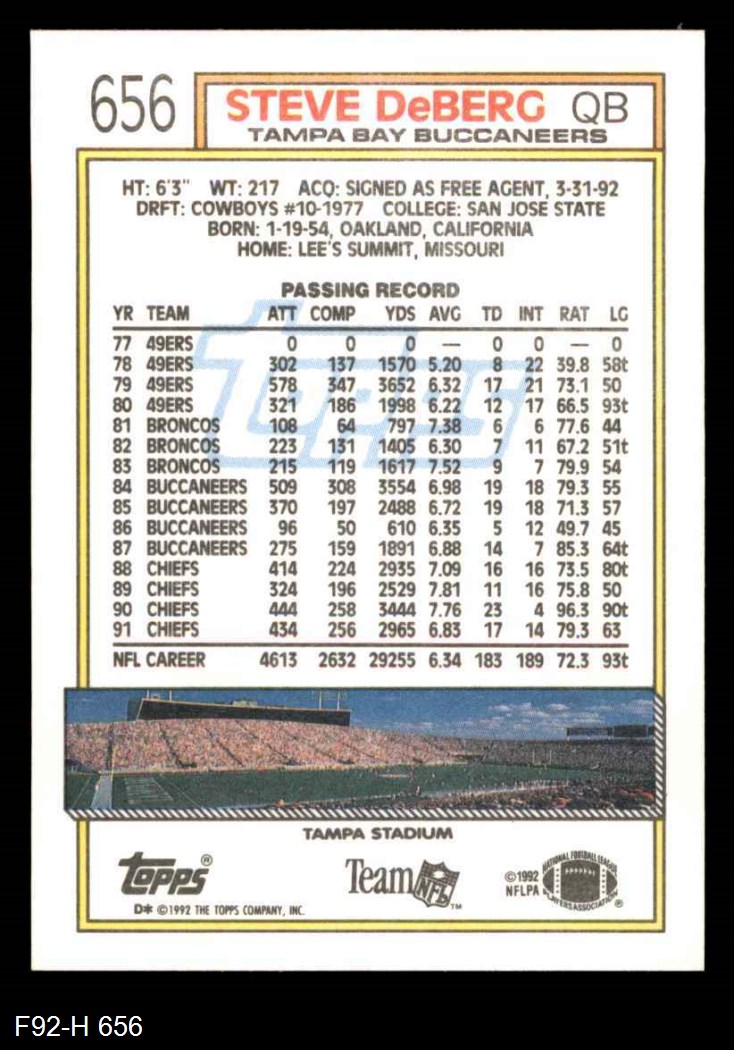 656 STEVE DeBERG QB
TAMPA BAY BUCCANEERS
HT: 6'3" WT: 217 ACQ: SIGNED AS FREE AGENT, 3-31-92
DRFT: COWBOYS #10-1977 COLLEGE: SAN JOSE STATE
BORN: 1-19-54, OAKLAND, CALIFORNIA
HOME: LEE'S SUMMIT, MISSOURI
PASSING RECORD
YR TEAM ATT COMP YDS AVG TD INT RAT LG
77 49ERS 0 0 0 — 0 0 — 0
78 49ERS 302 137 1570 5.20 8 22 39.8 58t
79 49ERS 578 347 3652 6.32 17 21 73.1 50
80 49ERS 321 186 1998 6.22 12 17 66.5 93t
81 BRONCOS 108 64 797 7.38 6 6 77.6 44
82 BRONCOS 223 131 1405 6.30 7 11 67.2 51t
83 BRONCOS 215 119 1617 7.52 9 7 79.9 54
84 BUCCANEERS 509 308 3554 6.98 19 18 79.3 55
85 BUCCANEERS 370 197 2488 6.72 19 18 71.3 57
86 BUCCANEERS 96 50 610 6.35 5 12 49.7 45
87 BUCCANEERS 275 159 1891 6.88 14 7 85.3 64t
88 CHIEFS 414 224 2935 7.09 16 16 73.5 80t
89 CHIEFS 324 196 2529 7.81 11 16 75.8 50
90 CHIEFS 444 258 3444 7.76 23 4 96.3 90t
91 CHIEFS 434 256 2965 6.83 17 14 79.3 63
NFL CAREER 4613 2632 29255 6.34 183 189 72.3 93t
topps
TAMPA STADIUM
topps® Team NFL™ ©1992 NFLPA NATIONAL FOOTBALL LEAGUE PLAYERS ASSOCIATION ®
D* ©1992 THE TOPPS COMPANY, INC.
F92-H 656